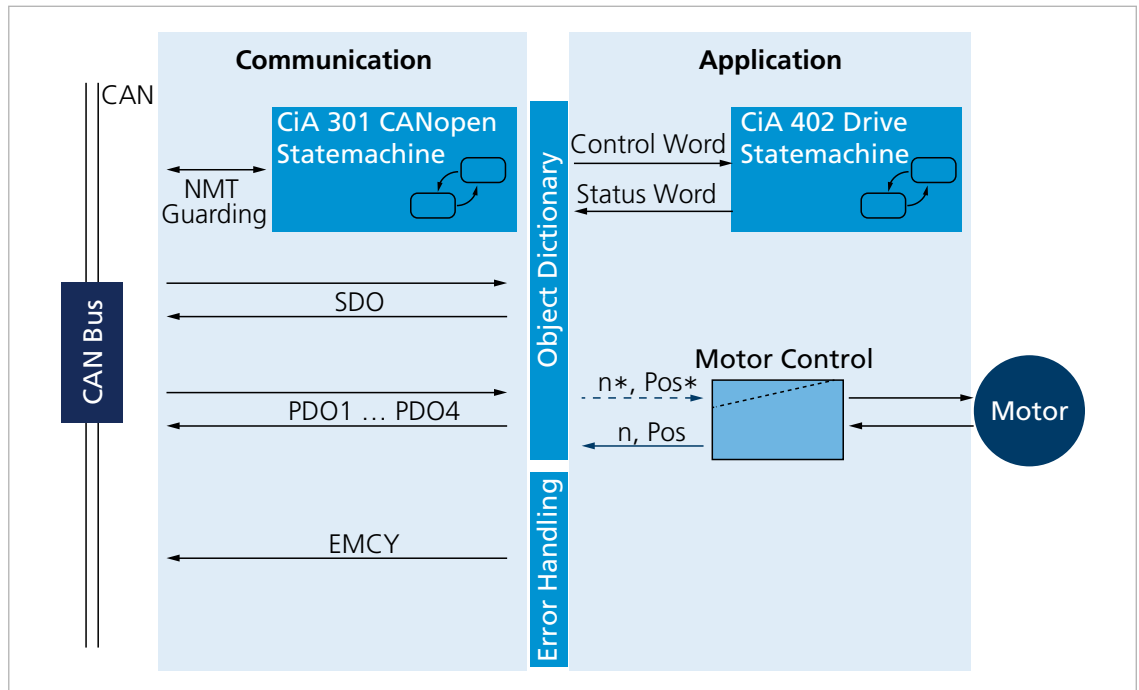 Communication
Application
CAN
CiA 301 CANopen
Statemachine
NMT
Guarding
SDO
PDO1 … PDO4
EMCY
CAN Bus
Object Dictionary
Error Handling
Control Word
Status Word
CiA 402 Drive
Statemachine
Motor Control
n*, Pos*
n, Pos
Motor